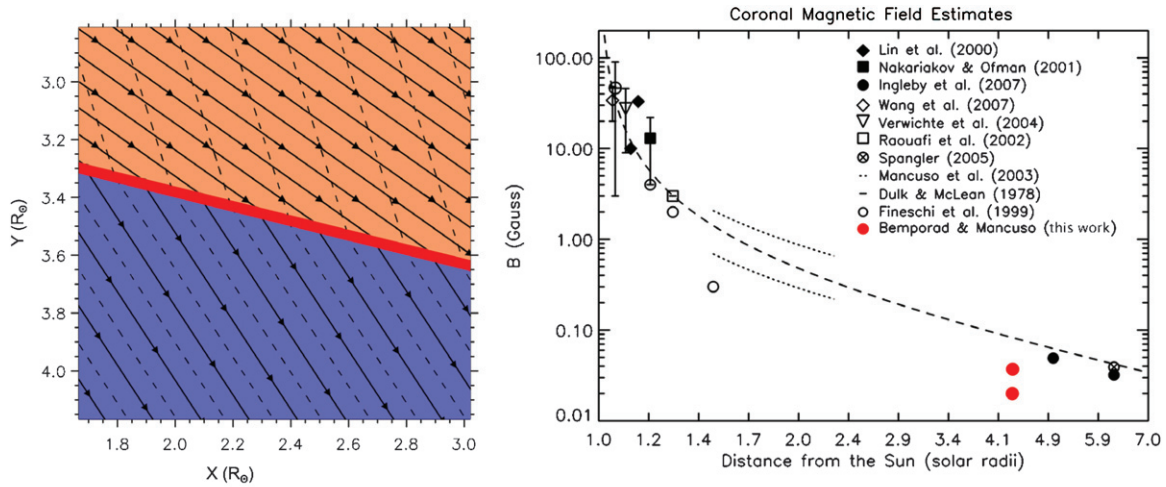 3.0
3.2
3.4
3.6
3.8
4.0
Y (R⊙)
1.8 2.0 2.2 2.4 2.6 2.8 3.0
X (R⊙)
Coronal Magnetic Field Estimates
100.00
10.00
1.00
0.10
0.01
B (Gauss)
Lin et al. (2000)
Nakariakov & Ofman (2001)
Ingleby et al. (2007)
Wang et al. (2007)
Verwichte et al. (2004)
Raouafi et al. (2002)
Spangler (2005)
Mancuso et al. (2003)
Dulk & McLean (1978)
Fineschi et al. (1999)
Bemporad & Mancuso (this work)
1.0 1.2 1.4 1.7 2.0 2.4 2.9 3.4 4.1 4.9 5.9 7.0
Distance from the Sun (solar radii)